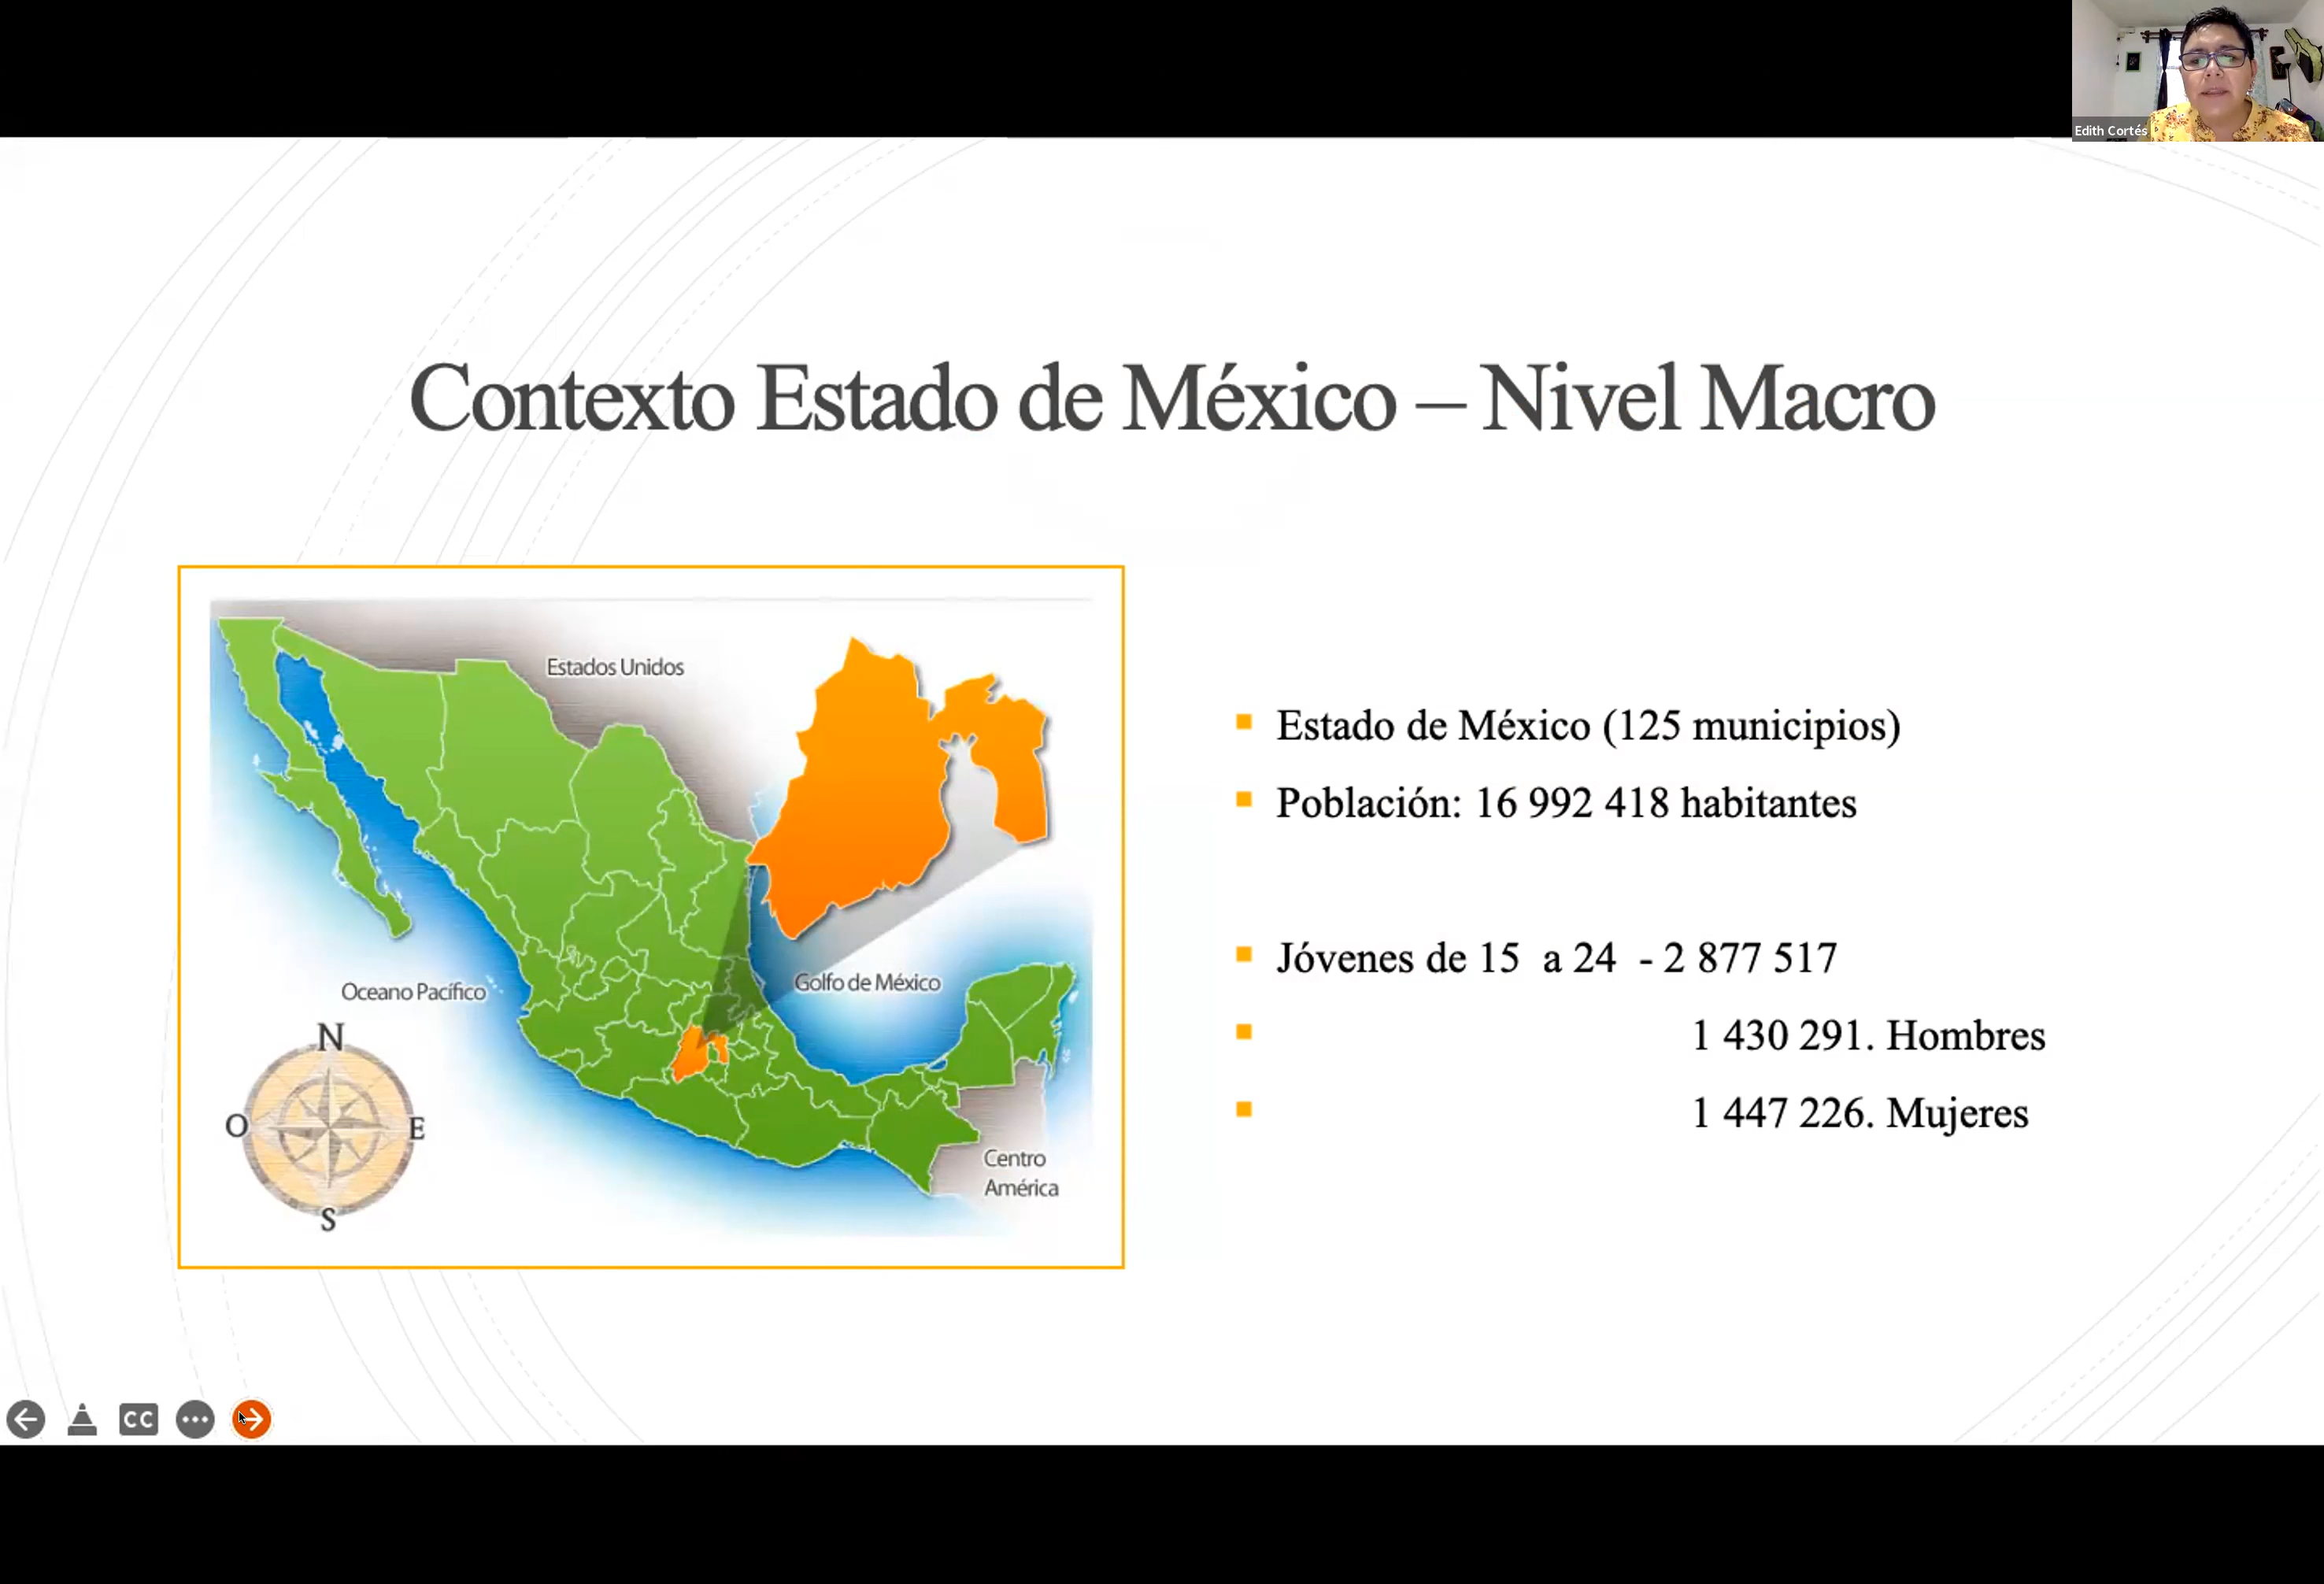 Edith Cortés
Contexto Estado de México – Nivel Macro
Estados Unidos
Golfo de México
Oceano Pacífico
N
O
E
S
Centro
América
Estado de México (125 municipios)
Población: 16 992 418 habitantes
Jóvenes de 15 a 24 - 2 877 517
1 430 291. Hombres
1 447 226. Mujeres
CC